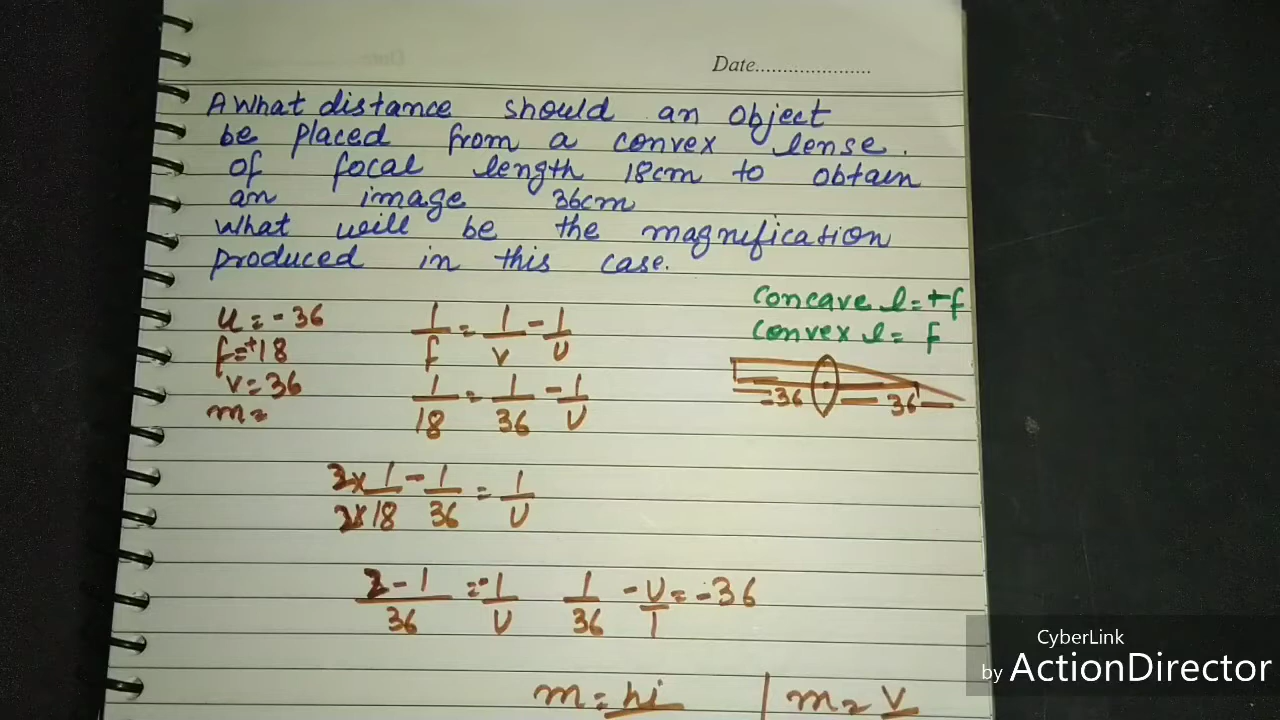 Date.....................
A What distance should an object
be placed from a convex lense.
of focal length 18cm to obtain
an image 36cm
what will be the magnification
produced in this case.
concave l = +f
convex l = f
u = -36
f = +18
v = 36
m =
1/f = 1/v - 1/u
1/18 = 1/36 - 1/u
=36 36
2x1/2x18 - 1/36 = 1/u
2-1/36 = -1/u 1/36 -u/1 = -36
m = hi | m = v
CyberLink
by ActionDirector